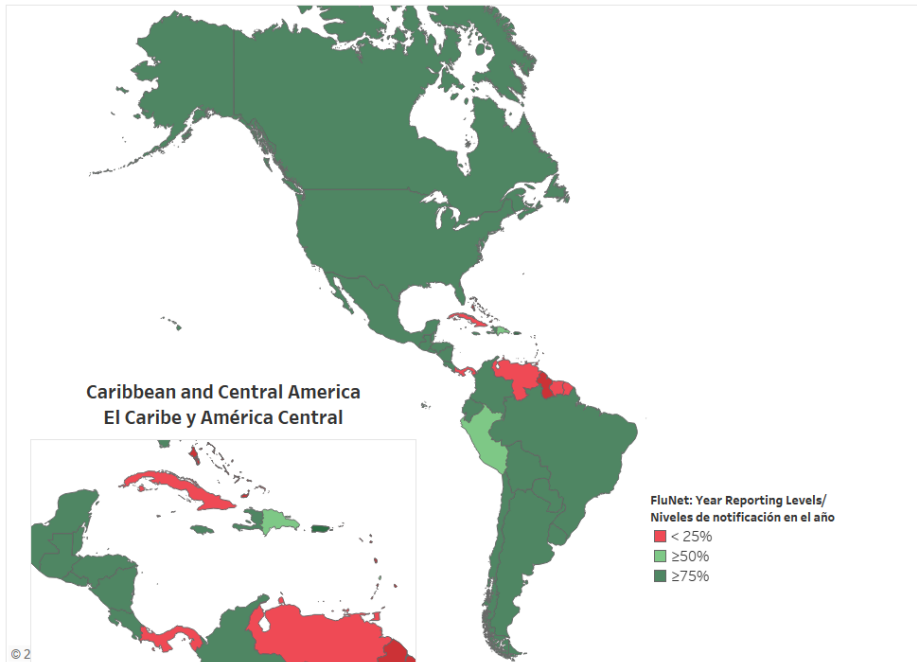 Caribbean and Central America
El Caribe y América Central
FluNet: Year Reporting Levels/
Niveles de notificación en el año
< 25%
≥50%
≥75%
© 2